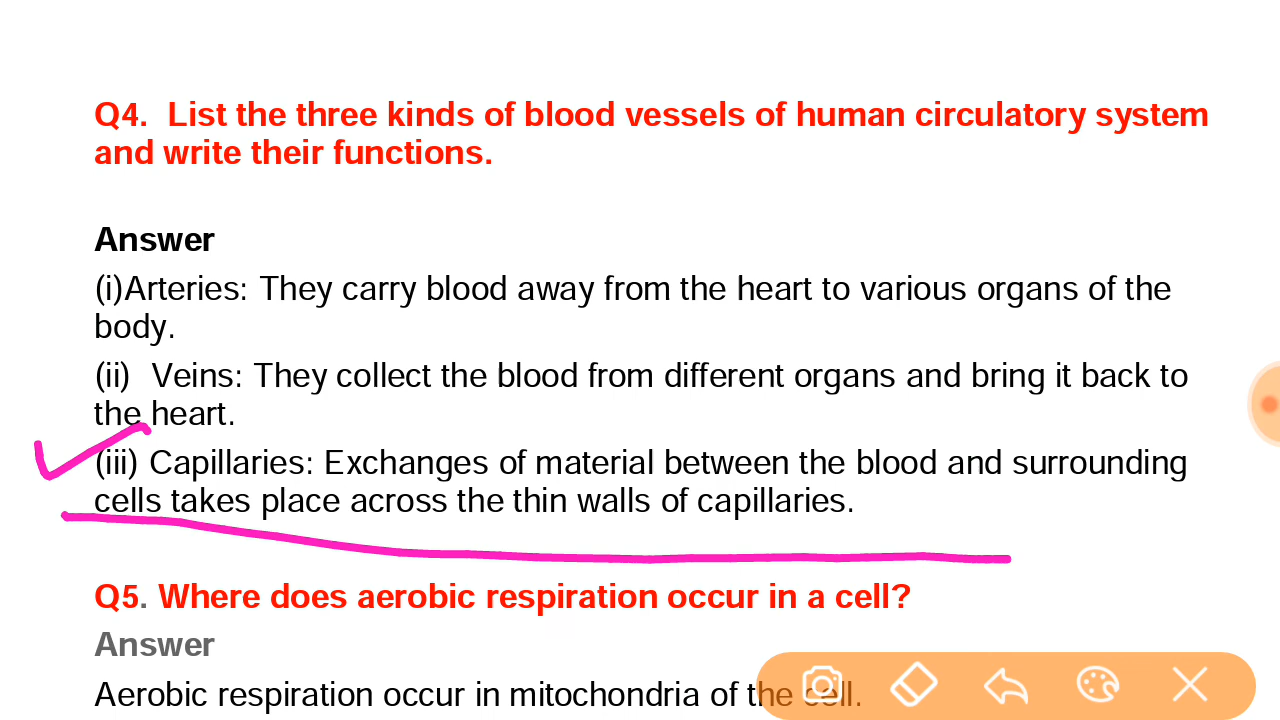 Q4.  List the three kinds of blood vessels of human circulatory system
and write their functions.
Answer
(i)Arteries: They carry blood away from the heart to various organs of the
body.
(ii)  Veins: They collect the blood from different organs and bring it back to
the heart.
(iii) Capillaries: Exchanges of material between the blood and surrounding
cells takes place across the thin walls of capillaries.
Q5. Where does aerobic respiration occur in a cell?
Answer
Aerobic respiration occur in mitochondria of the cell.